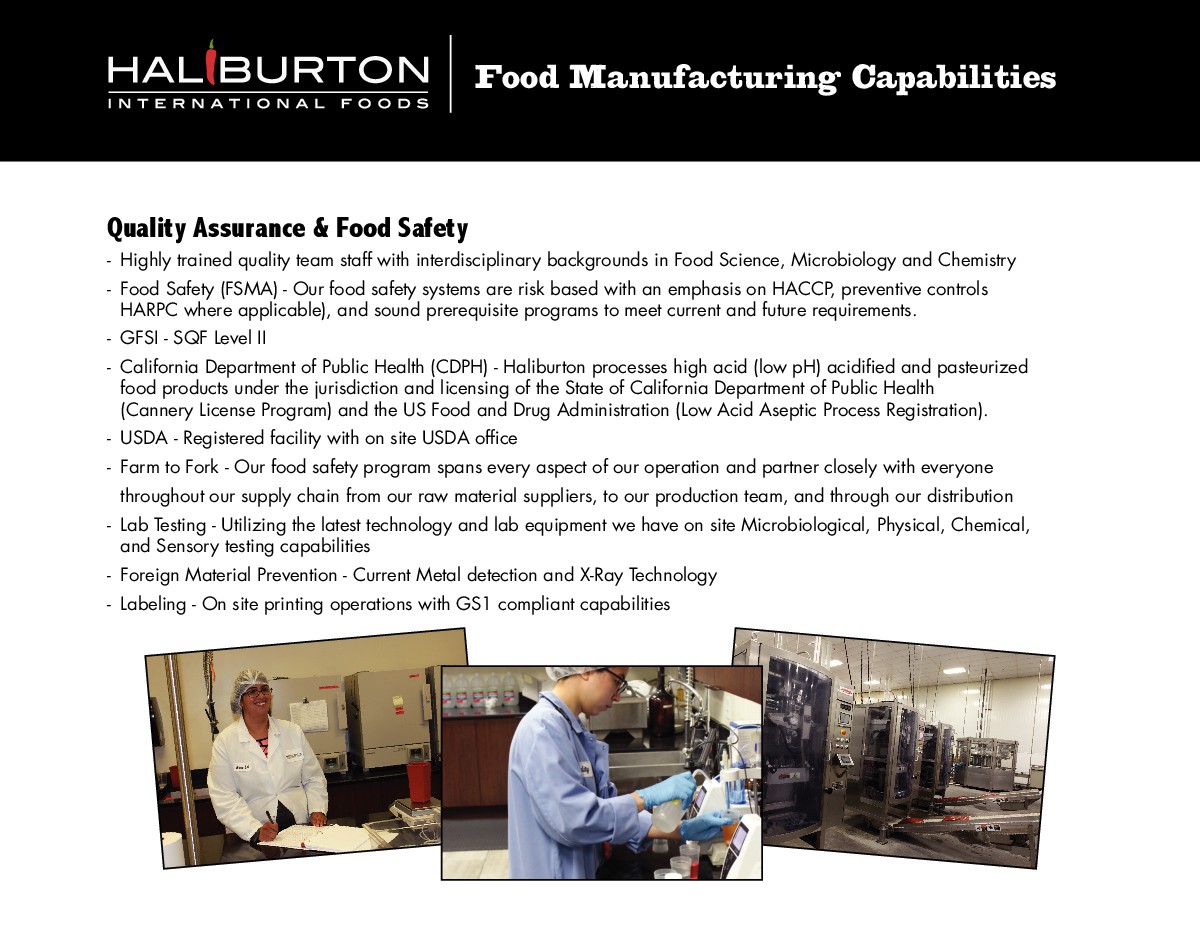 HALIBURTON
INTERNATIONAL FOODS
Food Manufacturing Capabilities
Quality Assurance & Food Safety
- Highly trained quality team staff with interdisciplinary backgrounds in Food Science, Microbiology and Chemistry
- Food Safety (FSMA) - Our food safety systems are risk based with an emphasis on HACCP, preventive controls
HARPC where applicable), and sound prerequisite programs to meet current and future requirements.
- GFSI - SQF Level II
- California Department of Public Health (CDPH) - Haliburton processes high acid (low pH) acidified and pasteurized
food products under the jurisdiction and licensing of the State of California Department of Public Health
(Cannery License Program) and the US Food and Drug Administration (Low Acid Aseptic Process Registration).
- USDA - Registered facility with on site USDA office
- Farm to Fork - Our food safety program spans every aspect of our operation and partner closely with everyone
throughout our supply chain from our raw material suppliers, to our production team, and through our distribution
- Lab Testing - Utilizing the latest technology and lab equipment we have on site Microbiological, Physical, Chemical,
and Sensory testing capabilities
- Foreign Material Prevention - Current Metal detection and X-Ray Technology
- Labeling - On site printing operations with GS1 compliant capabilities